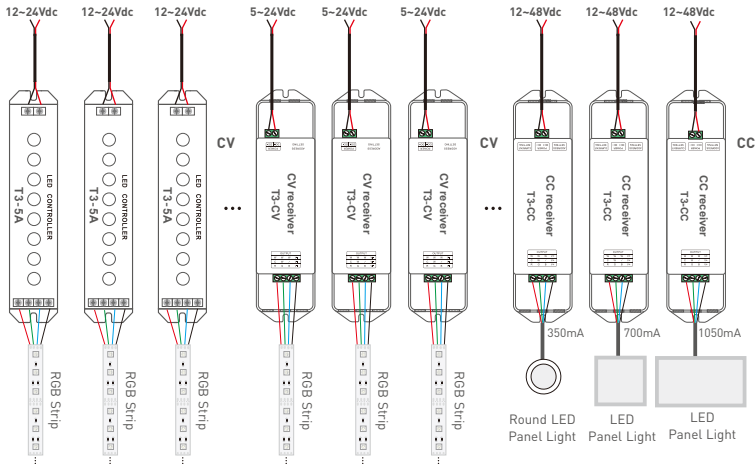 12~24Vdc
12~24Vdc
12~24Vdc
5~24Vdc
5~24Vdc
5~24Vdc
12~48Vdc
12~48Vdc
12~48Vdc
LED CONTROLLER
T3-5A
LED CONTROLLER
T3-5A
LED CONTROLLER
T3-5A
CV
...
CV receiver
T3-CV
CV receiver
T3-CV
CV receiver
T3-CV
CV
...
CC receiver
T3-CC
CC receiver
T3-CC
CC receiver
T3-CC
CC
350mA
700mA
1050mA
RGB Strip
RGB Strip
RGB Strip
RGB Strip
RGB Strip
RGB Strip
Round LED
Panel Light
LED
Panel Light
LED
Panel Light